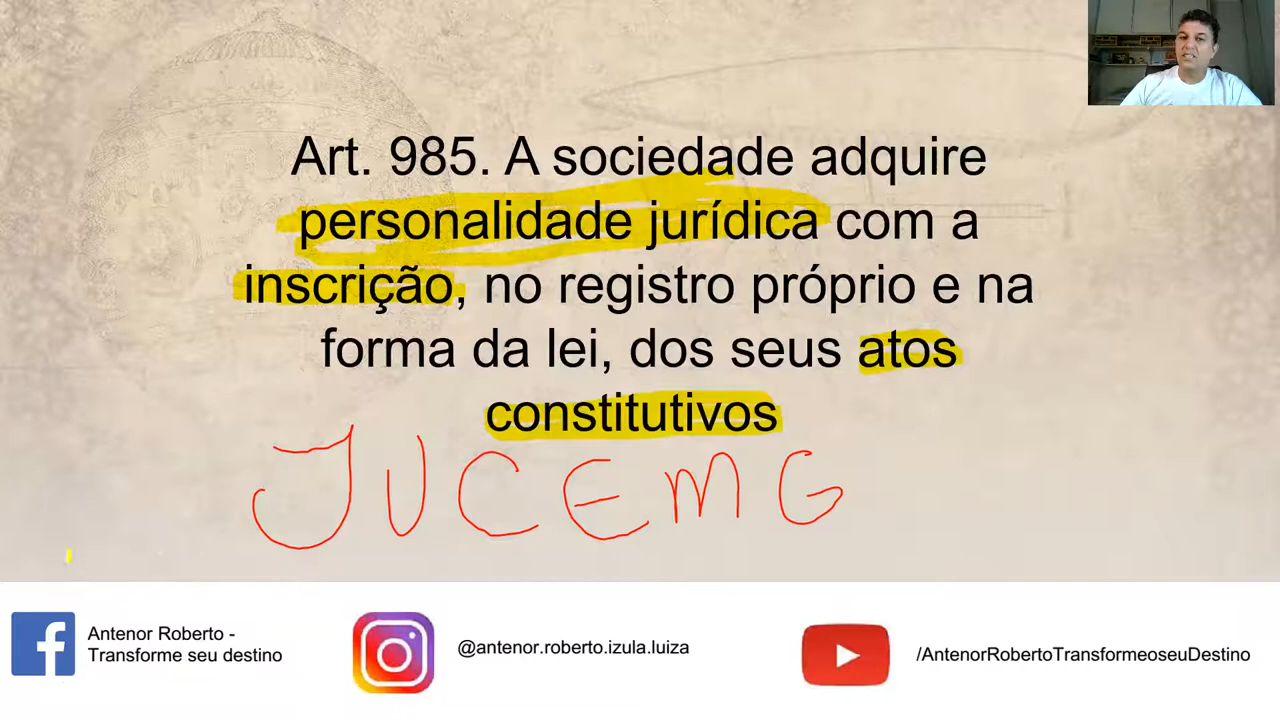 Art. 985. A sociedade adquire
personalidade jurídica com a
inscrição, no registro próprio e na
forma da lei, dos seus atos
constitutivos
JUCEMG
Antenor Roberto -
Transforme seu destino
@antenor.roberto.izula.luiza
/AntenorRobertoTransformeoseuDestino